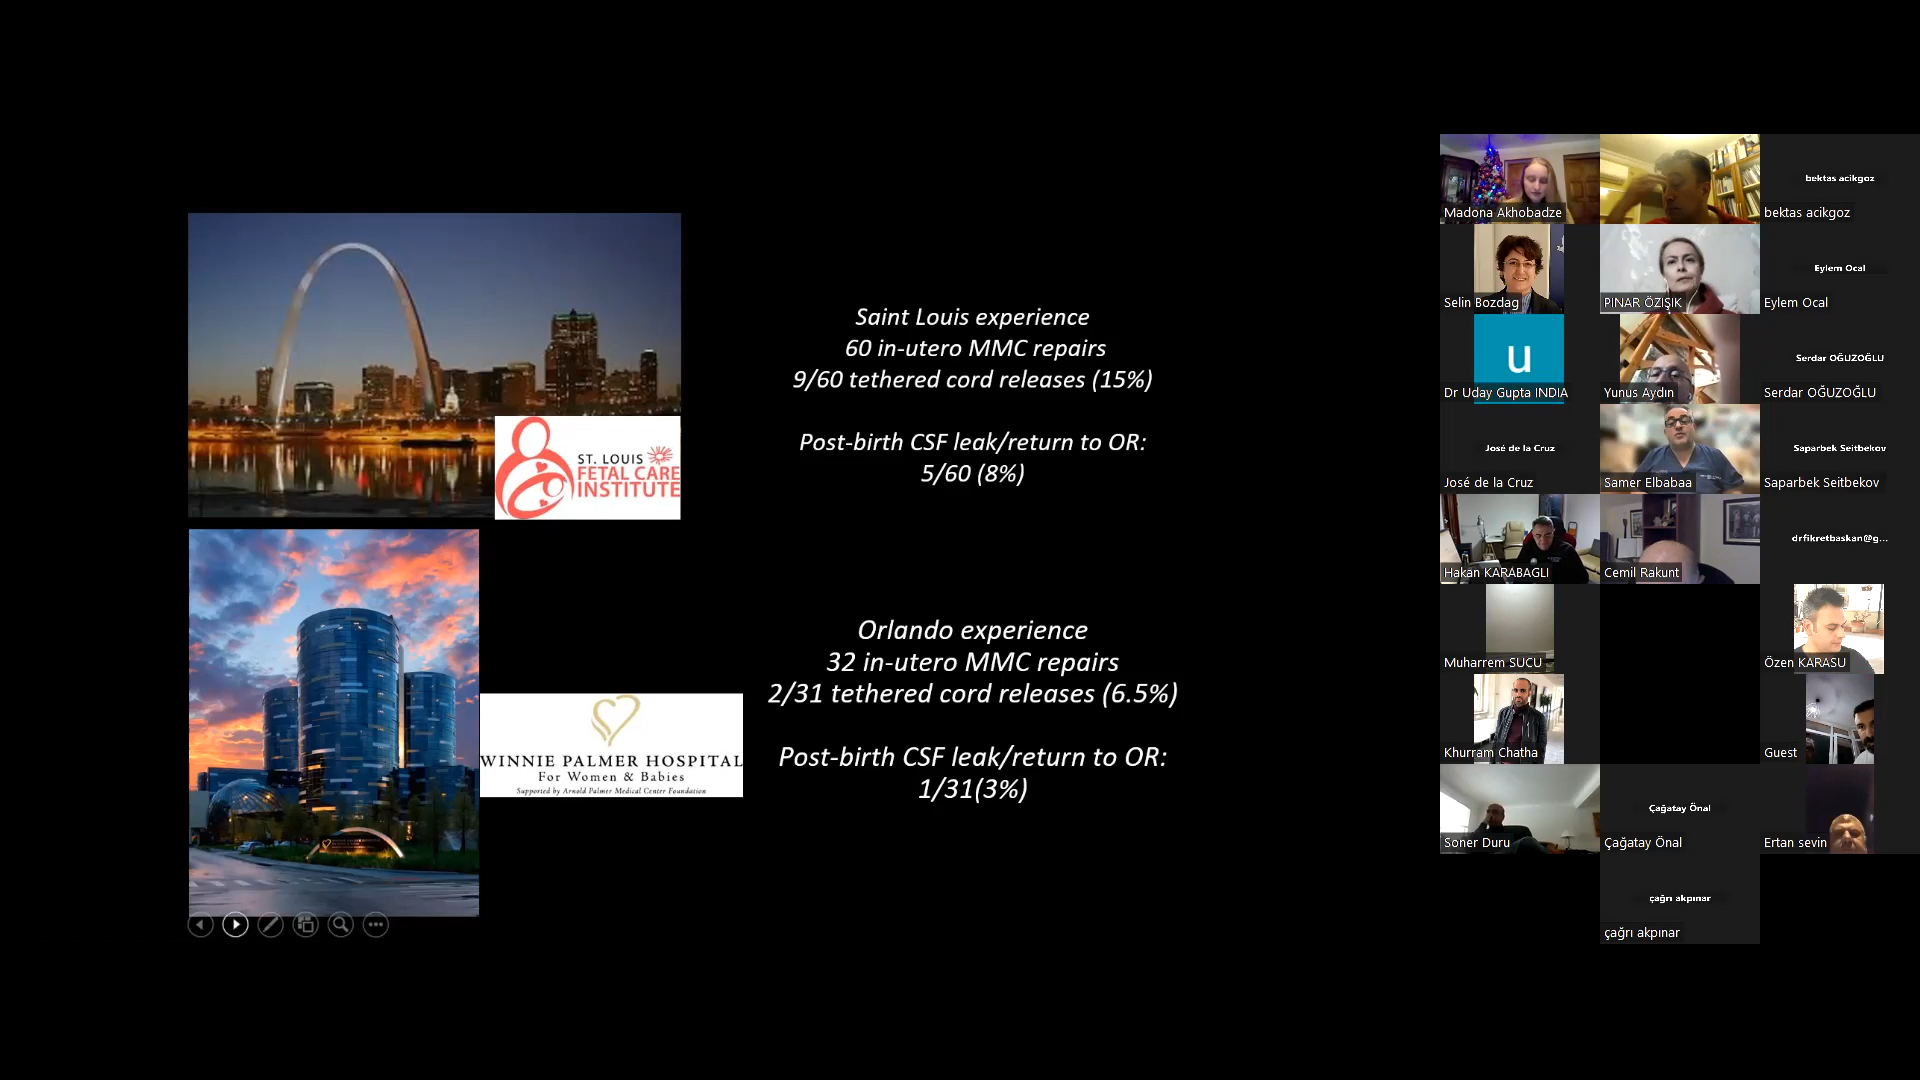 Saint Louis experience
60 in-utero MMC repairs
9/60 tethered cord releases (15%)
Post-birth CSF leak/return to OR:
5/60 (8%)
ST. LOUIS
FETAL CARE
INSTITUTE
Orlando experience
32 in-utero MMC repairs
2/31 tethered cord releases (6.5%)
Post-birth CSF leak/return to OR:
1/31(3%)
WINNIE PALMER HOSPITAL
For Women & Babies
Supported by Arnold Palmer Medical Center Foundation
Madona Akhobadze
bektas acikgoz
bektas acikgoz
Selin Bozdag
PINAR ÖZIŞIK
Eylem Ocal
Eylem Ocal
u
Dr Uday Gupta INDIA
Yunus Aydın
Serdar OĞUZOĞLU
Serdar OĞUZOĞLU
José de la Cruz
José de la Cruz
Samer Elbabaa
Saparbek Seitbekov
Saparbek Seitbekov
Hakan KARABAGLI
Cemil Rakunt
drfikretbaskan@g...
Muharrem SUCU
Özen KARASU
Khurram Chatha
Guest
Soner Duru
Çağatay Önal
Çağatay Önal
Ertan sevin
çağrı akpınar
çağrı akpınar